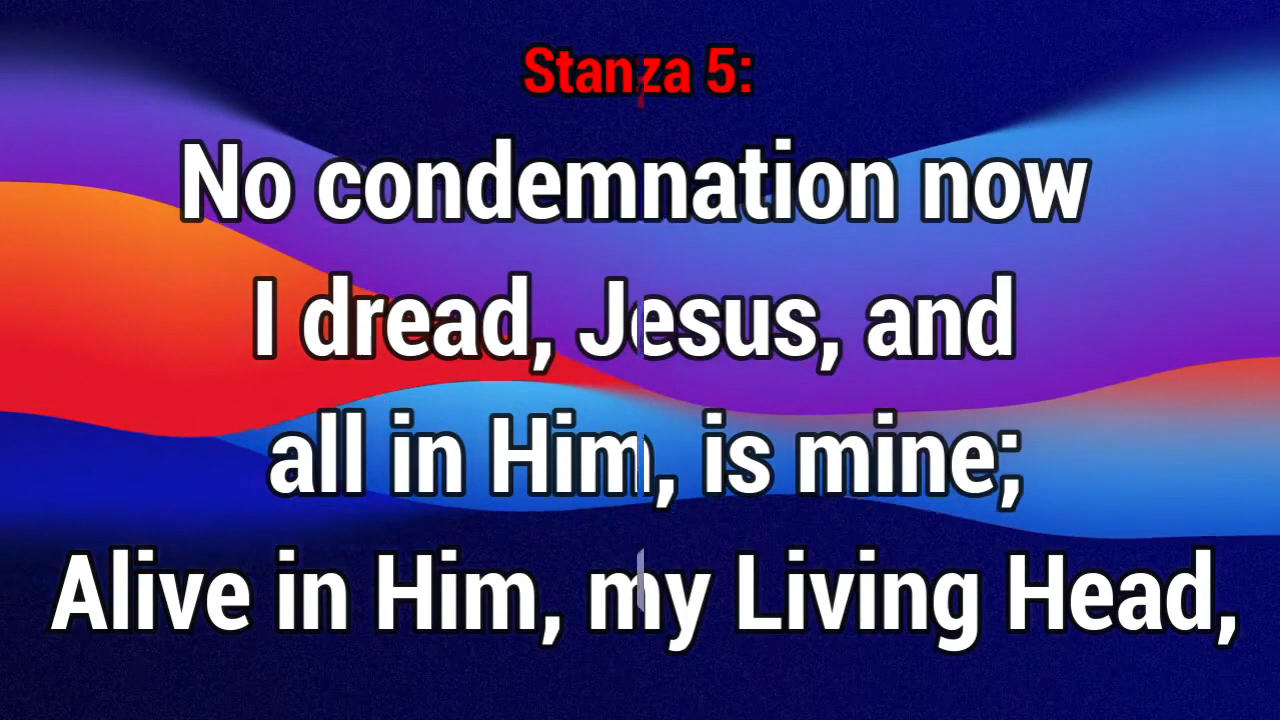 Stanza 5:
No condemnation now
I dread, Jesus, and
all in Him, is mine;
Alive in Him, my Living Head,